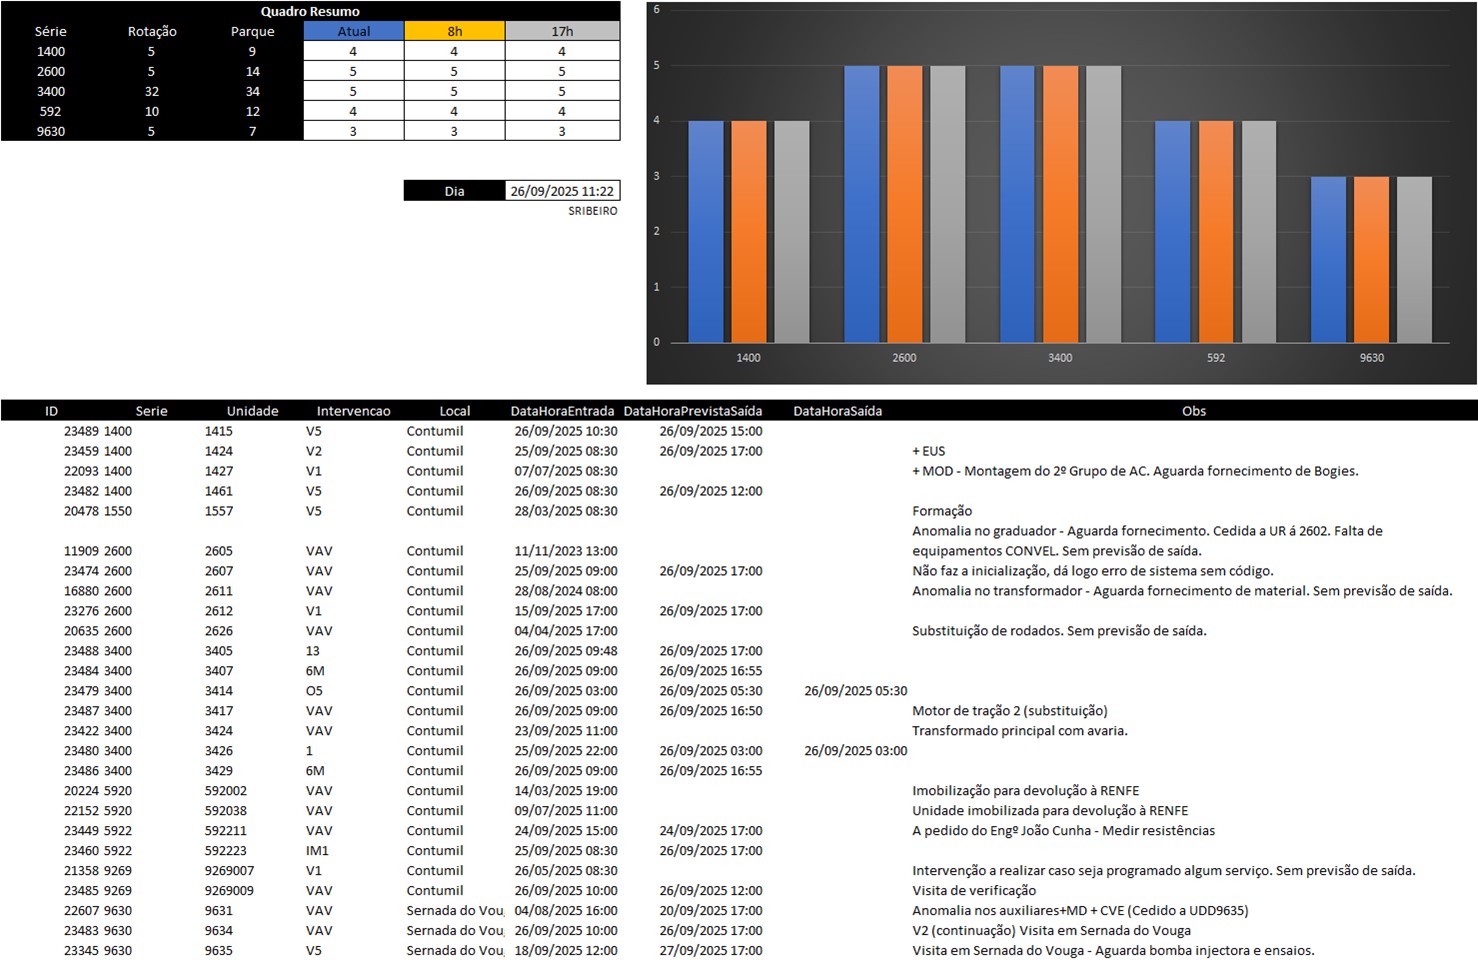 Quadro Resumo
Série Rotação Parque Atual 8h 17h
1400 5 9 4 4 4
2600 5 14 5 5 5
3400 32 34 5 5 5
592 10 12 4 4 4
9630 5 7 3 3 3
Dia 26/09/2025 11:22
SRIBEIRO
6
5
4
3
2
1
0
1400 2600 3400 592 9630
ID Serie Unidade Intervencao Local DataHoraEntrada DataHoraPrevistaSaída DataHoraSaída Obs
23489 1400 1415 V5 Contumil 26/09/2025 10:30 26/09/2025 15:00
23459 1400 1424 V2 Contumil 25/09/2025 08:30 26/09/2025 17:00 + EUS
22093 1400 1427 V1 Contumil 07/07/2025 08:30 + MOD - Montagem do 2º Grupo de AC. Aguarda fornecimento de Bogies.
23482 1400 1461 V5 Contumil 26/09/2025 08:30 26/09/2025 12:00
20478 1550 1557 V5 Contumil 28/03/2025 08:30 Formação
Anomalia no graduador - Aguarda fornecimento. Cedida a UR á 2602. Falta de
11909 2600 2605 VAV Contumil 11/11/2023 13:00 equipamentos CONVEL. Sem previsão de saída.
23474 2600 2607 VAV Contumil 25/09/2025 09:00 26/09/2025 17:00 Não faz a inicialização, dá logo erro de sistema sem código.
16880 2600 2611 VAV Contumil 28/08/2024 08:00 Anomalia no transformador - Aguarda fornecimento de material. Sem previsão de saída.
23276 2600 2612 V1 Contumil 15/09/2025 17:00 26/09/2025 17:00
20635 2600 2626 VAV Contumil 04/04/2025 17:00 Substituição de rodados. Sem previsão de saída.
23488 3400 3405 13 Contumil 26/09/2025 09:48 26/09/2025 17:00
23484 3400 3407 6M Contumil 26/09/2025 09:00 26/09/2025 16:55
23479 3400 3414 O5 Contumil 26/09/2025 03:00 26/09/2025 05:30 26/09/2025 05:30
23487 3400 3417 VAV Contumil 26/09/2025 09:00 26/09/2025 16:50 Motor de tração 2 (substituição)
23422 3400 3424 VAV Contumil 23/09/2025 11:00 Transformado principal com avaria.
23480 3400 3426 1 Contumil 25/09/2025 22:00 26/09/2025 03:00 26/09/2025 03:00
23486 3400 3429 6M Contumil 26/09/2025 09:00 26/09/2025 16:55
20224 5920 592002 VAV Contumil 14/03/2025 19:00 Imobilização para devolução à RENFE
22152 5920 592038 VAV Contumil 09/07/2025 11:00 Unidade imobilizada para devolução à RENFE
23449 5922 592211 VAV Contumil 24/09/2025 15:00 24/09/2025 17:00 A pedido do Engº João Cunha - Medir resistências
23460 5922 592223 IM1 Contumil 25/09/2025 08:30 26/09/2025 17:00
21358 9269 9269007 V1 Contumil 26/05/2025 08:30 Intervenção a realizar caso seja programado algum serviço. Sem previsão de saída.
23485 9269 9269009 VAV Contumil 26/09/2025 10:00 26/09/2025 12:00 Visita de verificação
22607 9630 9631 VAV Sernada do Vou 04/08/2025 16:00 20/09/2025 17:00 Anomalia nos auxiliares+MD + CVE (Cedido a UDD9635)
23483 9630 9634 VAV Sernada do Vou 26/09/2025 10:00 26/09/2025 17:00 V2 (continuação) Visita em Sernada do Vouga
23345 9630 9635 V5 Sernada do Vou 18/09/2025 12:00 27/09/2025 17:00 Visita em Sernada do Vouga - Aguarda bomba injectora e ensaios.